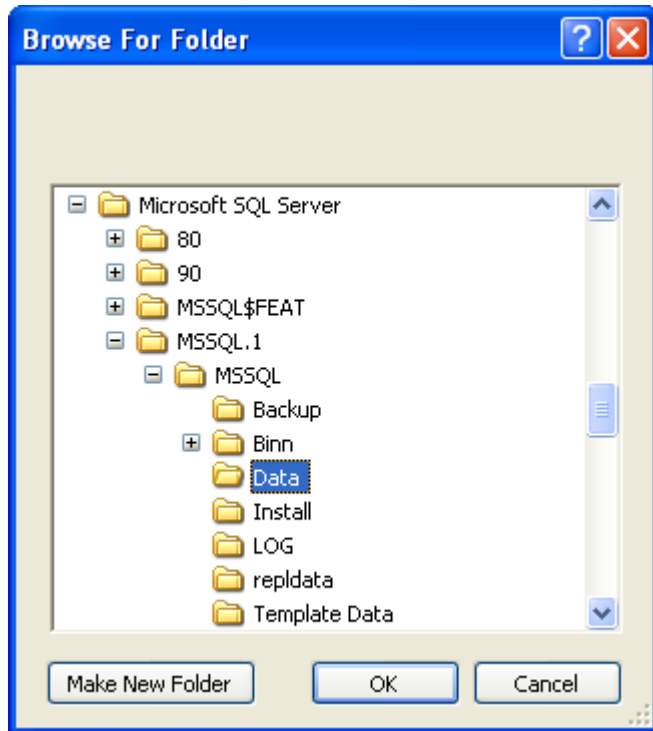 Browse For Folder
Microsoft SQL Server
80
90
MSSQL$FEAT
MSSQL.1
MSSQL
Backup
Binn
Data
Install
LOG
repldata
Template Data
Make New Folder OK Cancel